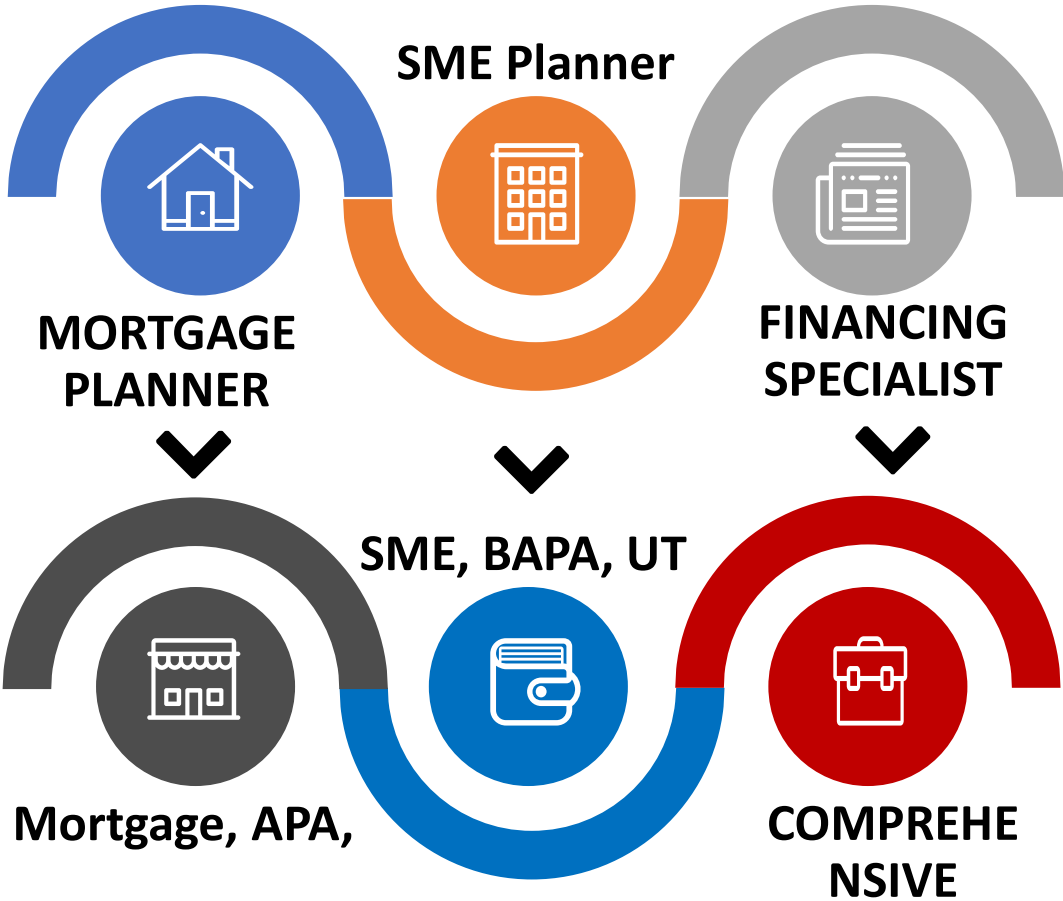 SME Planner
MORTGAGE
PLANNER
FINANCING
SPECIALIST
SME, BAPA, UT
Mortgage, APA,
COMPREHE
NSIVE